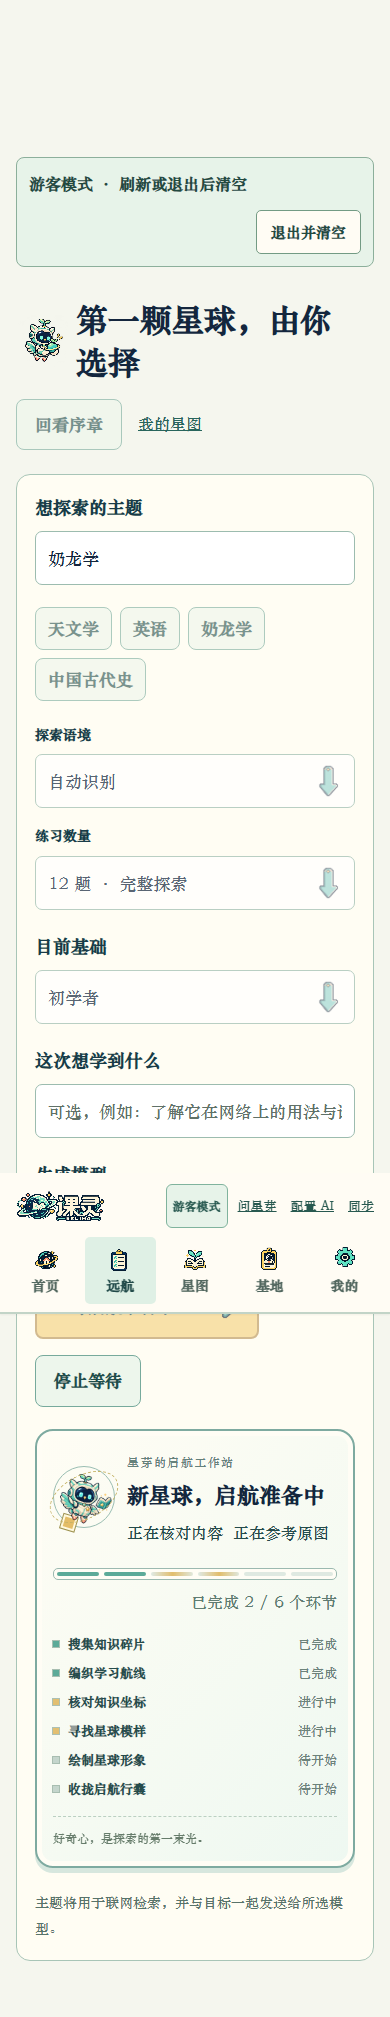 游客模式 · 刷新或退出后清空
退出并清空
第一颗星球，由你
选择
回看序章
我的星图
想探索的主题
奶龙学
天文学
英语
奶龙学
中国古代史
探索语境
自动识别
练习数量
12 题 · 完整探索
目前基础
初学者
这次想学到什么
可选，例如：了解它在网络上的用法与
课灵
游客模式
问星芽
配置 AI
同步
首页
远航
星图
基地
我的
停止等待
星芽的启航工作站
新星球，启航准备中
正在核对内容 正在参考原图
已完成 2 / 6 个环节
搜集知识碎片 已完成
编织学习航线 已完成
核对知识坐标 进行中
寻找星球模样 进行中
绘制星球形象 待开始
收拢启航行囊 待开始
好奇心，是探索的第一束光。
主题将用于联网检索，并与目标一起发送给所选模
型。